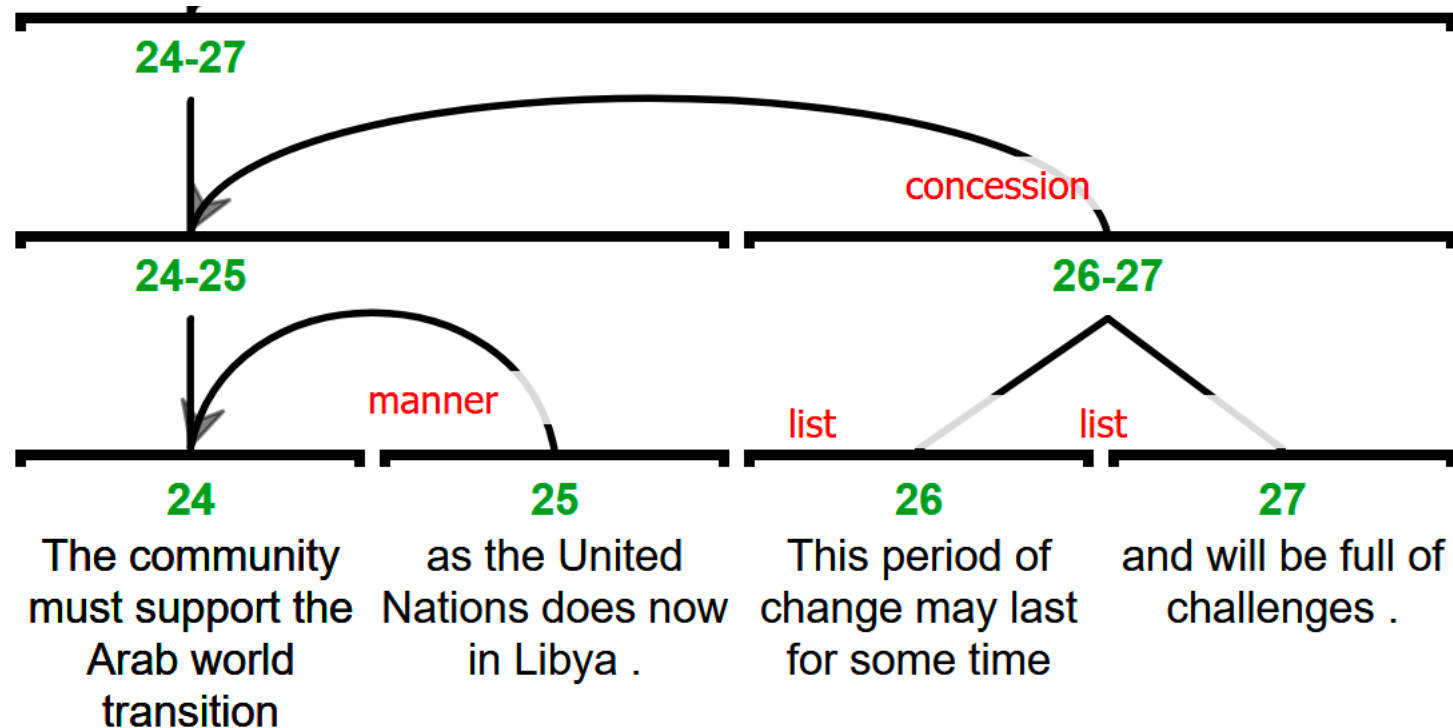 24-27
concession
24-25
26-27
manner
list
list
24
25
26
27
The community
must support the
Arab world
transition
as the United
Nations does now
in Libya .
This period of
change may last
for some time
and will be full of
challenges .